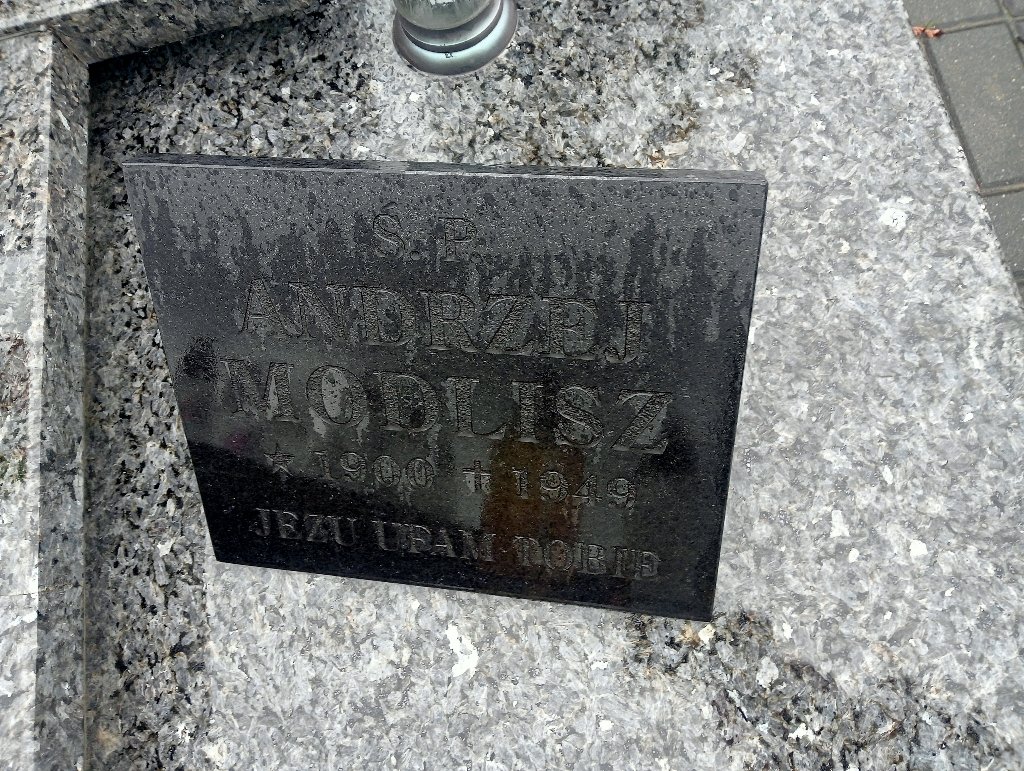 Ś. P.
ANDRZEJ
MODLISZ
* 1900 † 1949
JEZU UFAM TOBIE